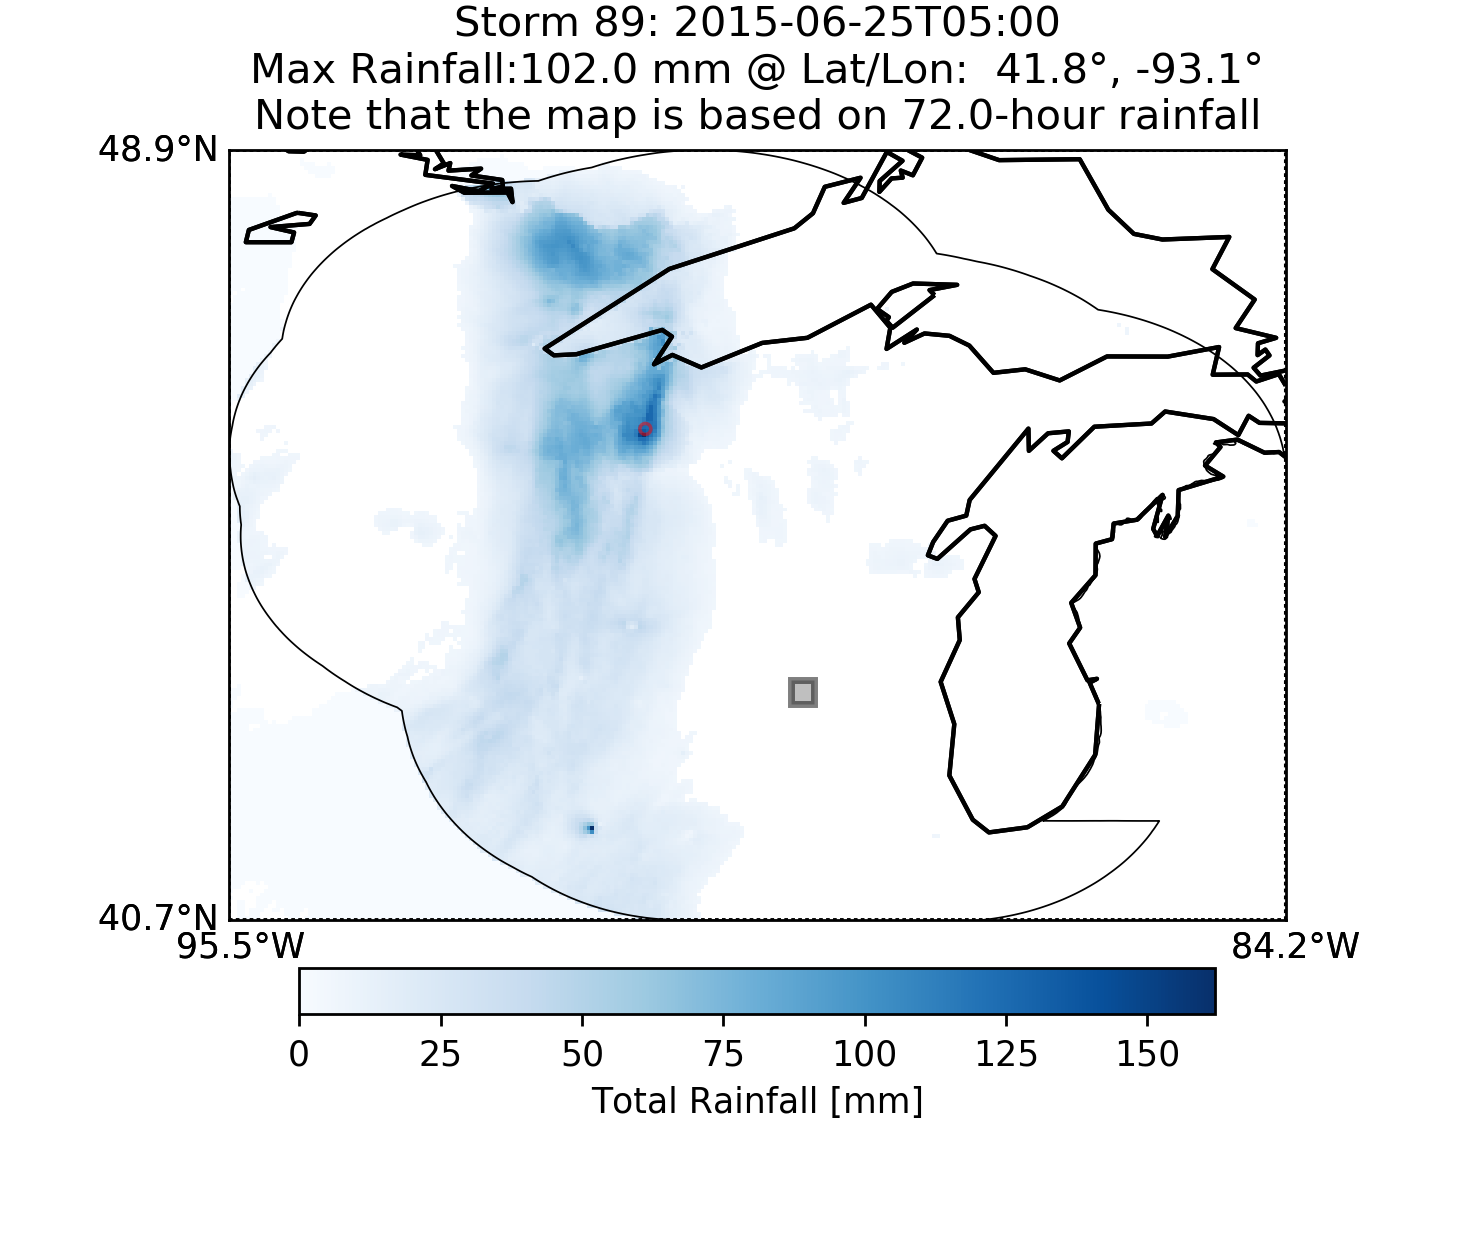 Storm 89: 2015-06-25T05:00
Max Rainfall:102.0 mm @ Lat/Lon:  41.8°, -93.1°
Note that the map is based on 72.0-hour rainfall
48.9°N
40.7°N
95.5°W
84.2°W
0 25 50 75 100 125 150
Total Rainfall [mm]